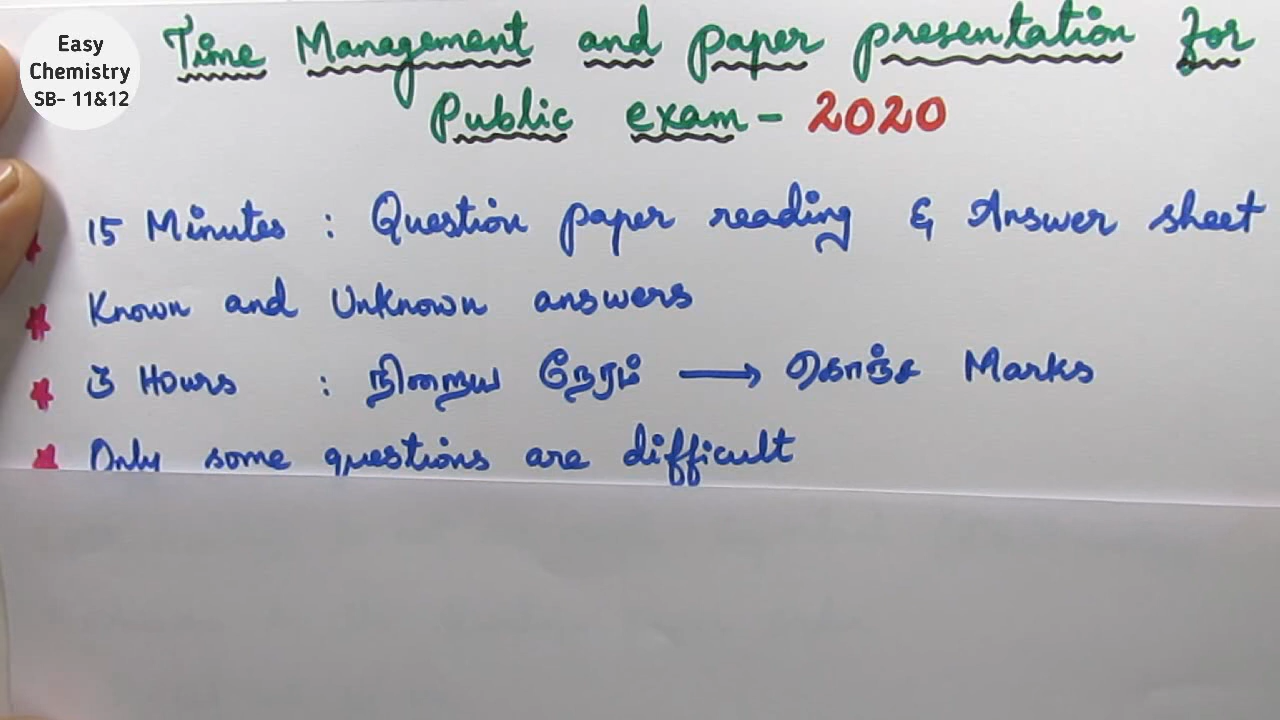 Easy
Chemistry
SB- 11&12
Time Management and paper presentation for
Public exam - 2020
15 Minutes : Question paper reading & Answer sheet
Known and Unknown answers
3 Hours : நிறைய நேரம் → கொஞ்ச Marks
Only some questions are difficult